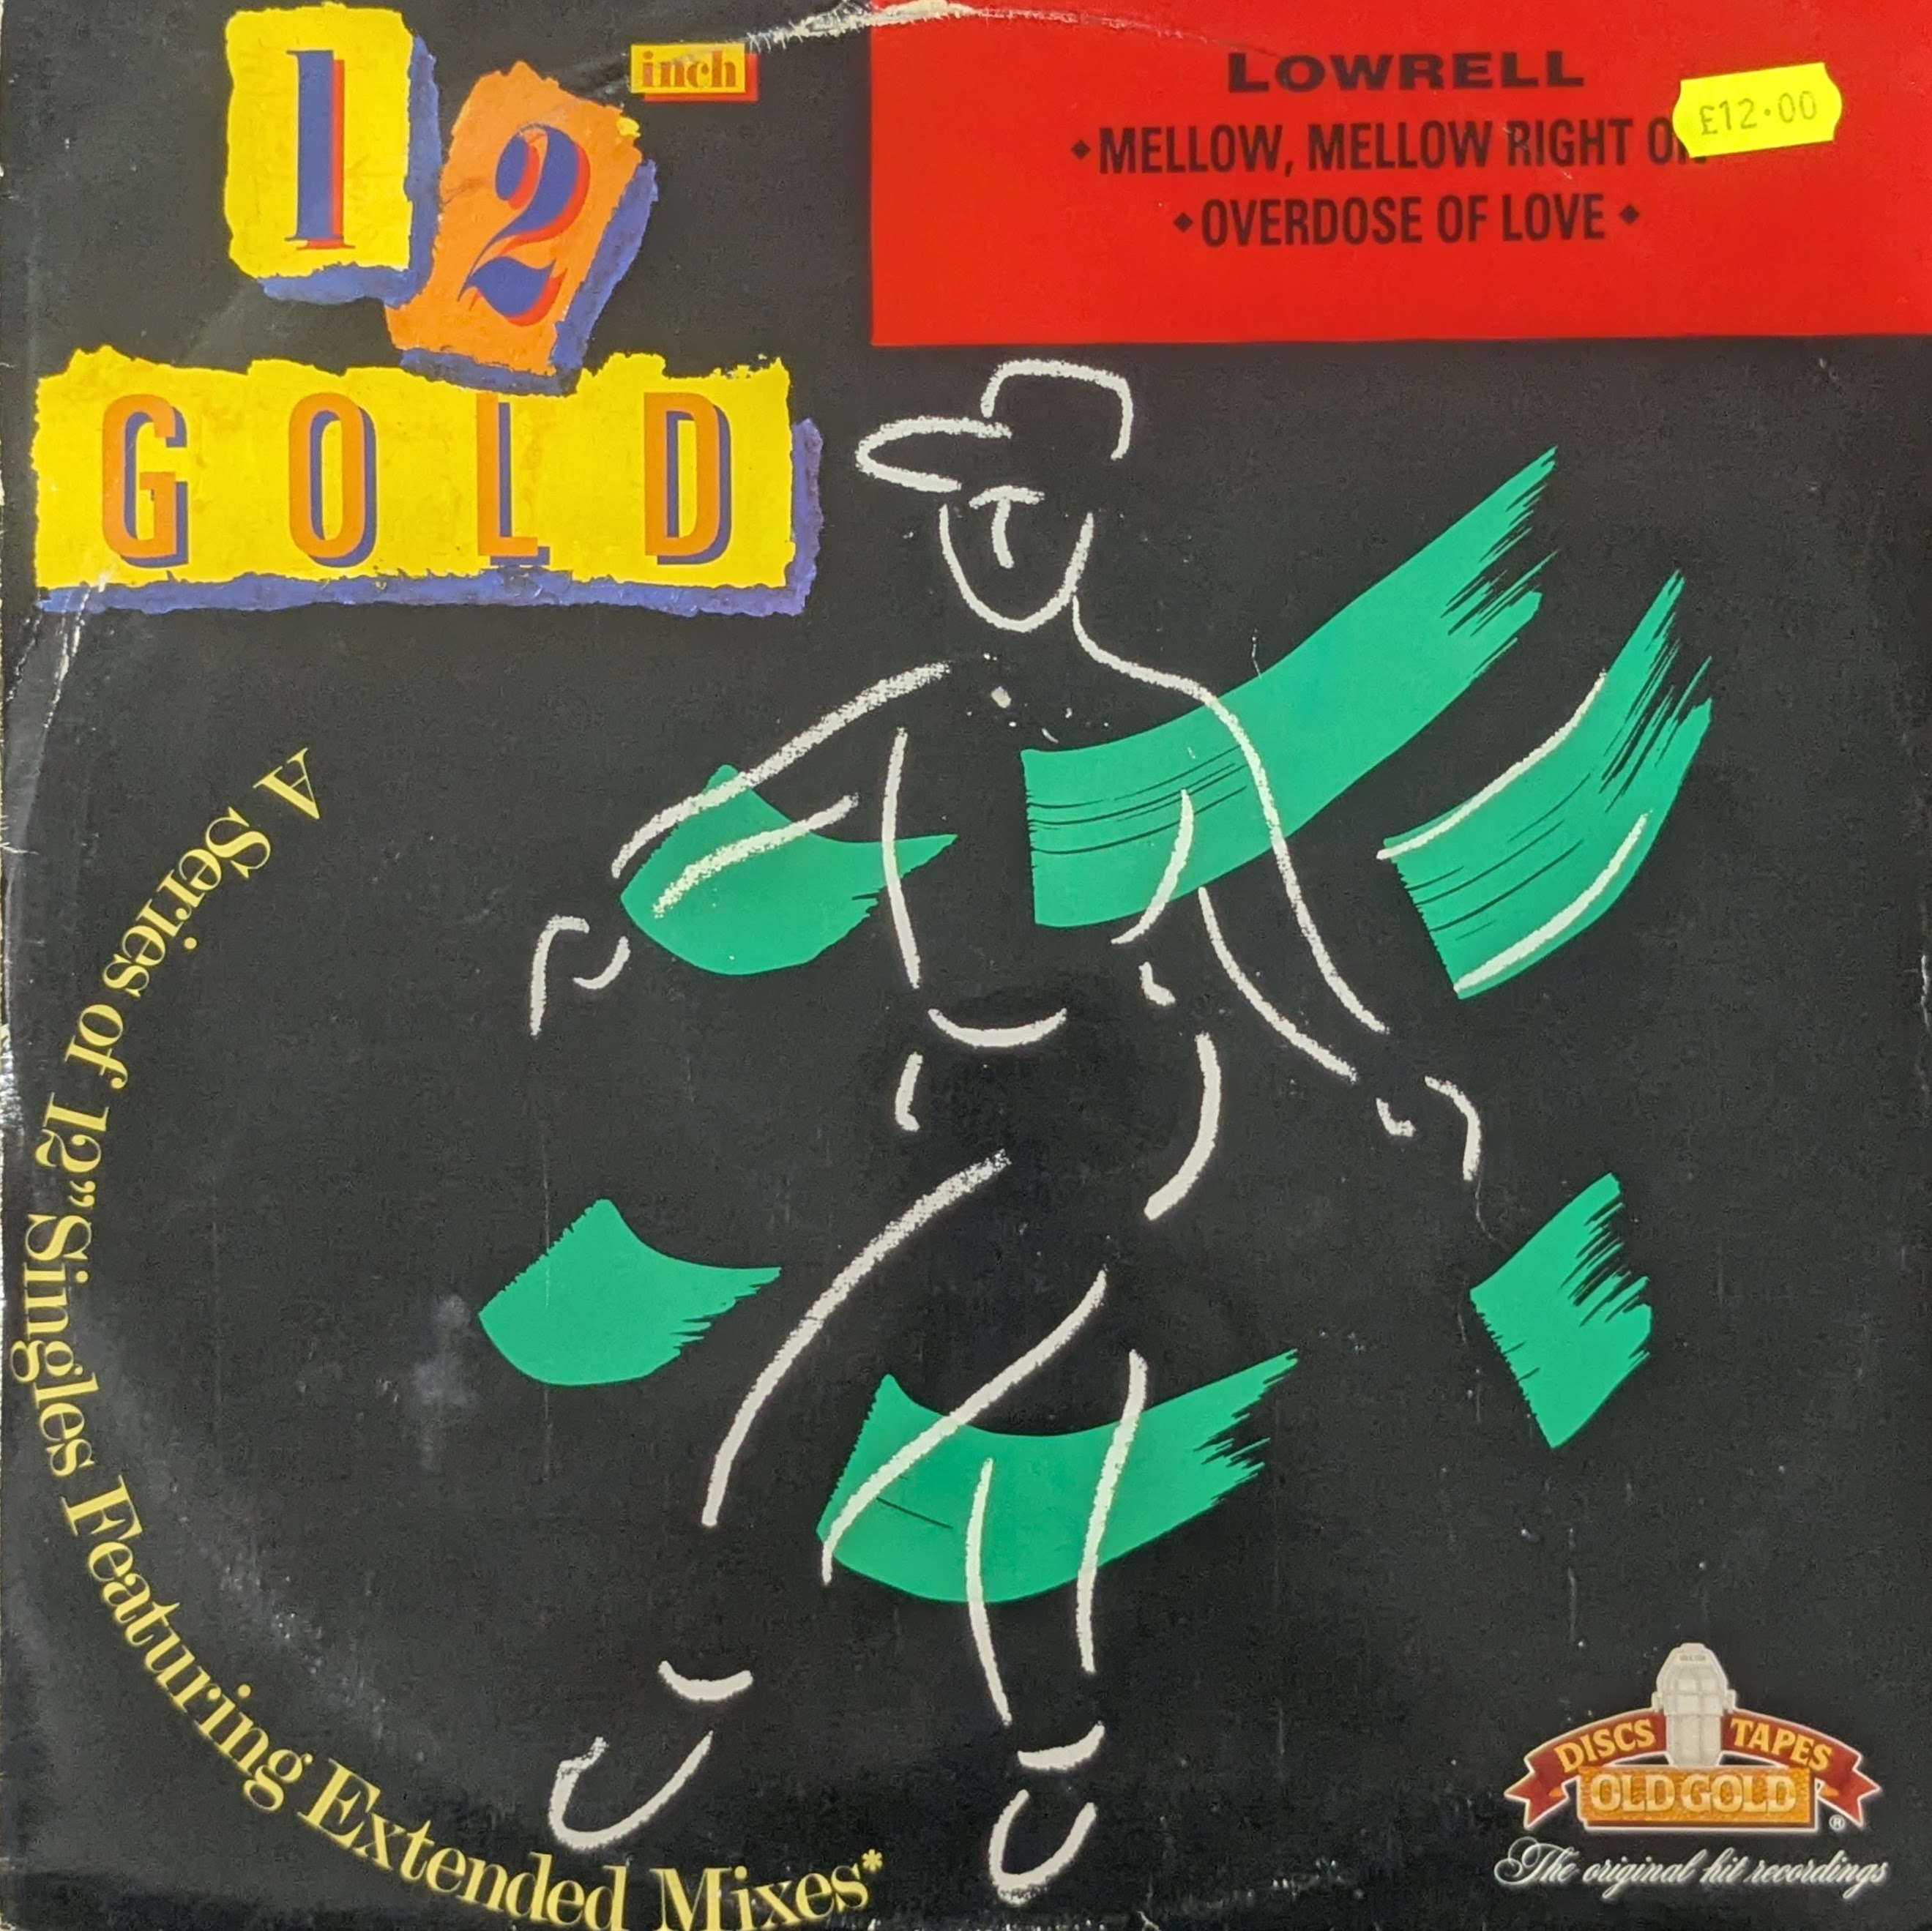 12 inch
GOLD
LOWRELL
◆MELLOW, MELLOW RIGHT
£12.00
◆OVERDOSE OF LOVE◆
A Series of 12" Singles Featuring Extended Mixes*
DISCS TAPES
OLD GOLD ®
The original hit recordings